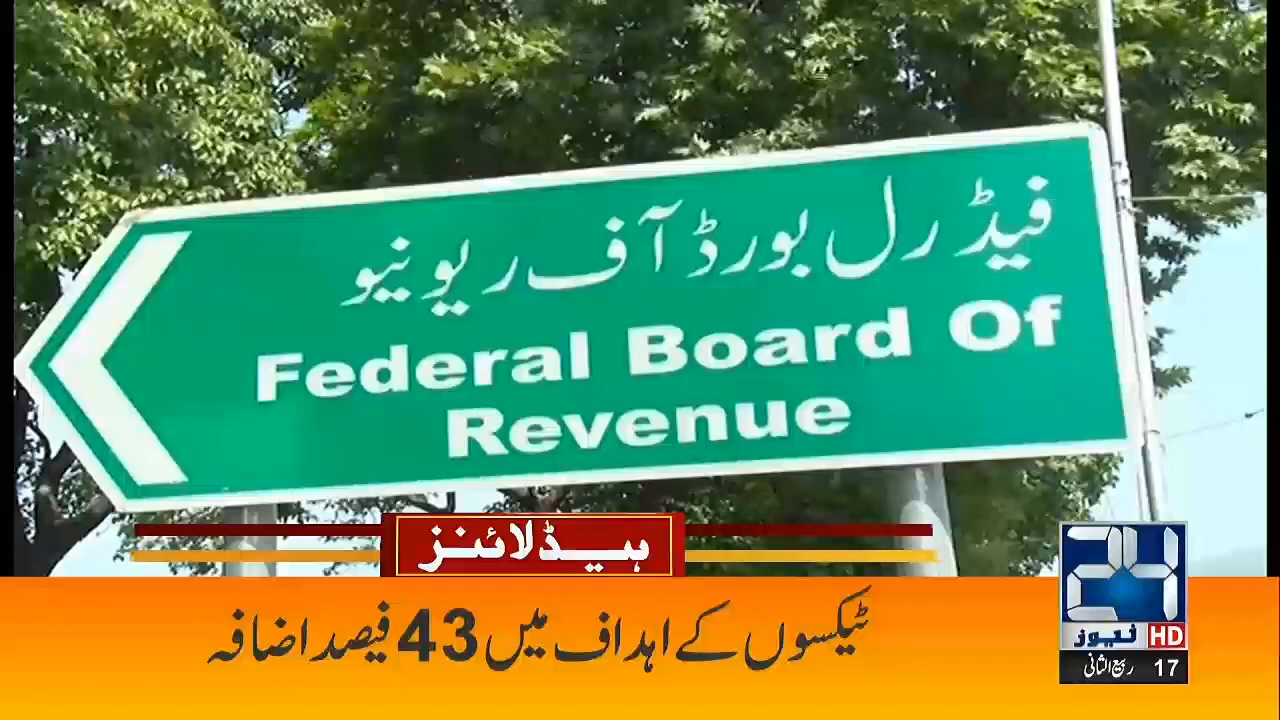 فیڈرل بورڈ آف ریونیو
Federal Board Of
Revenue
ہیڈلائنز
ٹیکسوں کے اہداف میں 43 فیصد اضافہ
24
نیوز HD
17 ربیع الثانی